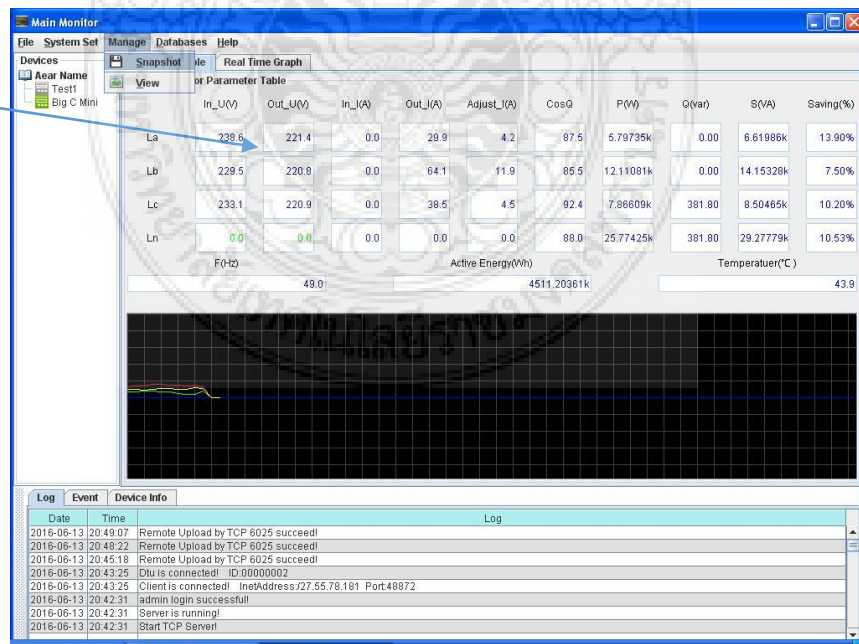 Main Monitor
File System Set Manage Databases Help
Devices
Snapshot
View
Real Time Graph
Aear Name
Test1
Big C Mini
or Parameter Table
In_U(V) Out_U(V) In_I(A) Out_I(A) Adjust_I(A) CosQ P(W) Q(var) S(VA) Saving(%)
La 238.6 221.4 0.0 29.9 4.2 87.5 5.79735k 0.00 6.61986k 13.90%
Lb 229.5 220.8 0.0 64.1 11.9 85.5 12.11081k 0.00 14.15328k 7.50%
Lc 233.1 220.9 0.0 38.5 4.5 92.4 7.86609k 381.80 8.50465k 10.20%
Ln 0.0 0.0 0.0 0.0 0.0 88.0 25.77425k 381.80 29.27779k 10.53%
F(Hz) Active Energy(Wh) Temperatuer(℃)
49.0 4511.20361k 43.9
Log Event Device Info
Date Time Log
2016-06-13 20:49:07 Remote Upload by TCP 6025 succeed!
2016-06-13 20:48:22 Remote Upload by TCP 6025 succeed!
2016-06-13 20:45:18 Remote Upload by TCP 6025 succeed!
2016-06-13 20:43:25 Dtu is connected! ID:00000002
2016-06-13 20:43:25 Client is connected! InetAddress:/27.55.78.181 Port:48872
2016-06-13 20:42:31 admin login successful!
2016-06-13 20:42:31 Server is running!
2016-06-13 20:42:31 Start TCP Server!